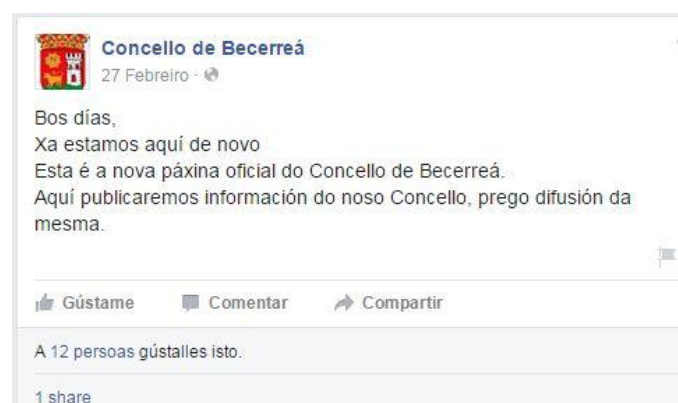 Concello de Becerreá
27 Febreiro ·
Bos días,
Xa estamos aquí de novo
Esta é a nova páxina oficial do Concello de Becerreá.
Aquí publicaremos información do noso Concello, prego difusión da
mesma.
Gústame Comentar Compartir
A 12 persoas gústalles isto.
1 share